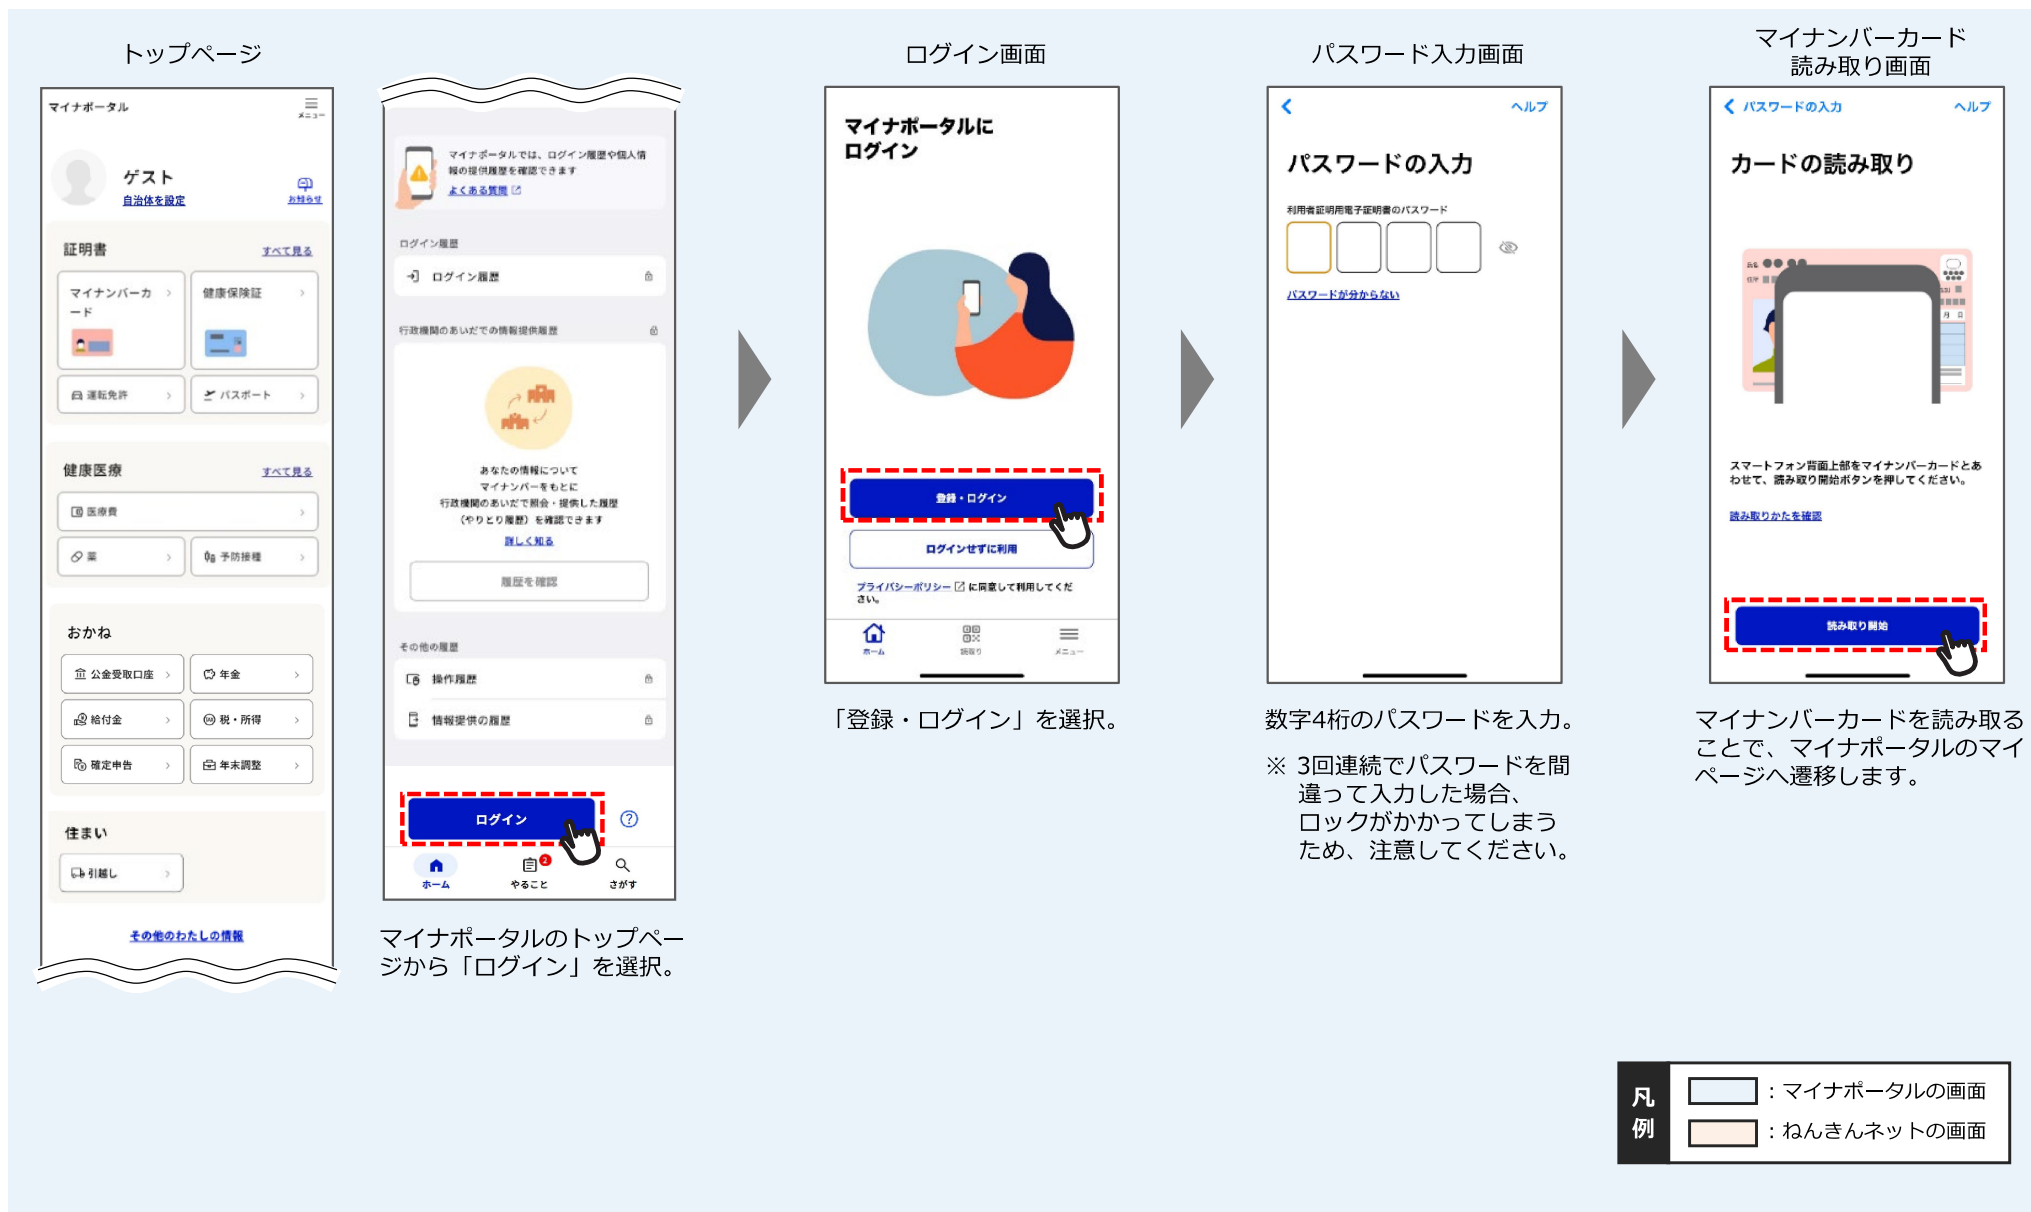 トップページ
マイナポータル
メニュー
ゲスト
自治体を設定
お知らせ
証明書
すべて見る
マイナンバーカ
ード
健康保険証
運転免許
パスポート
健康医療
すべて見る
医療費
薬
予防接種
おかね
公金受取口座
年金
給付金
税・所得
確定申告
年末調整
住まい
引越し
その他のわたしの情報
マイナポータルでは、ログイン履歴や個人情
報の提供履歴を確認できます
よくある質問
ログイン履歴
ログイン履歴
行政機関のあいだでの情報提供履歴
あなたの情報について
マイナンバーをもとに
行政機関のあいだで照会・提供した履歴
（やりとり履歴）を確認できます
詳しく知る
履歴を確認
その他の履歴
操作履歴
情報提供の履歴
ログイン
?
ホーム
やること
2
さがす
マイナポータルのトップペー
ジから「ログイン」を選択。
ログイン画面
マイナポータルに
ログイン
登録・ログイン
ログインせずに利用
プライバシーポリシー に同意して利用してくだ
さい。
ホーム
読取り
メニュー
「登録・ログイン」を選択。
パスワード入力画面
ヘルプ
パスワードの入力
利用者証明用電子証明書のパスワード
パスワードが分からない
数字4桁のパスワードを入力。
※ 3回連続でパスワードを間
違って入力した場合、
ロックがかかってしまう
ため、注意してください。
マイナンバーカード
読み取り画面
パスワードの入力
ヘルプ
カードの読み取り
氏名
住所
月 日
スマートフォン背面上部をマイナンバーカードとあ
わせて、読み取り開始ボタンを押してください。
読み取りかたを確認
読み取り開始
マイナンバーカードを読み取る
ことで、マイナポータルのマイ
ページへ遷移します。
凡例
：マイナポータルの画面
：ねんきんネットの画面